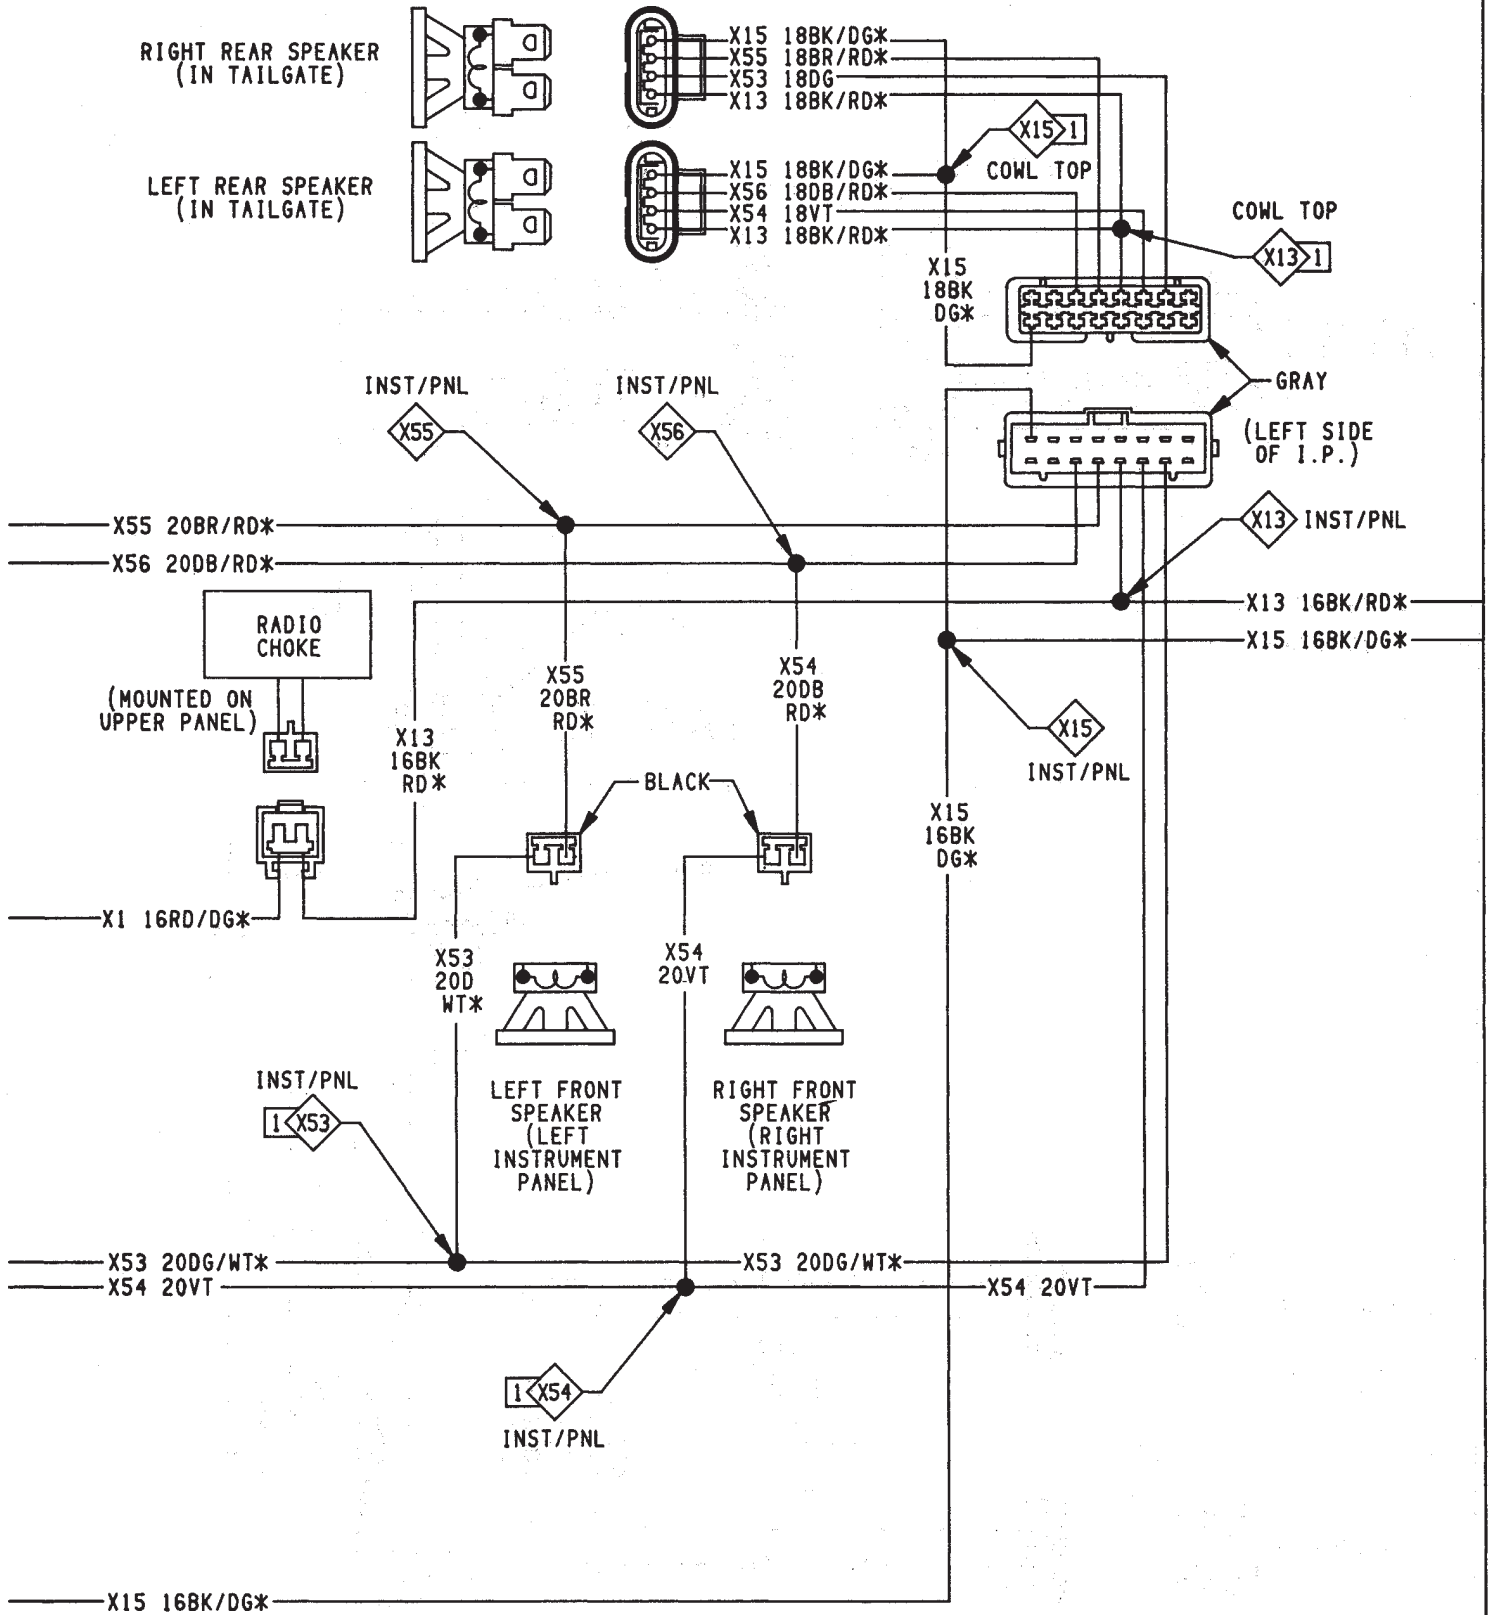 RIGHT REAR SPEAKER
(IN TAILGATE)
X15 18BK/DG*
X55 18BR/RD*
X53 18DG
X13 18BK/RD*
X15 1
COWL TOP
LEFT REAR SPEAKER
(IN TAILGATE)
X15 18BK/DG*
X56 18DB/RD*
X54 18VT
X13 18BK/RD*
COWL TOP
X13 1
X15
18BK
DG*
GRAY
(LEFT SIDE
OF I.P.)
INST/PNL
X55
INST/PNL
X56
X55 20BR/RD*
X13 INST/PNL
X56 20DB/RD*
X13 16BK/RD*
X15 16BK/DG*
RADIO
CHOKE
(MOUNTED ON
UPPER PANEL)
X13
16BK
RD*
X55
20BR
RD*
X54
20DB
RD*
X15
INST/PNL
BLACK
X15
16BK
DG*
X1 16RD/DG*
X53
20D
WT*
X54
20VT
LEFT FRONT
SPEAKER
(LEFT
INSTRUMENT
PANEL)
RIGHT FRONT
SPEAKER
(RIGHT
INSTRUMENT
PANEL)
INST/PNL
1 X53
X53 20DG/WT*
X53 20DG/WT*
X54 20VT
X54 20VT
1 X54
INST/PNL
X15 16BK/DG*